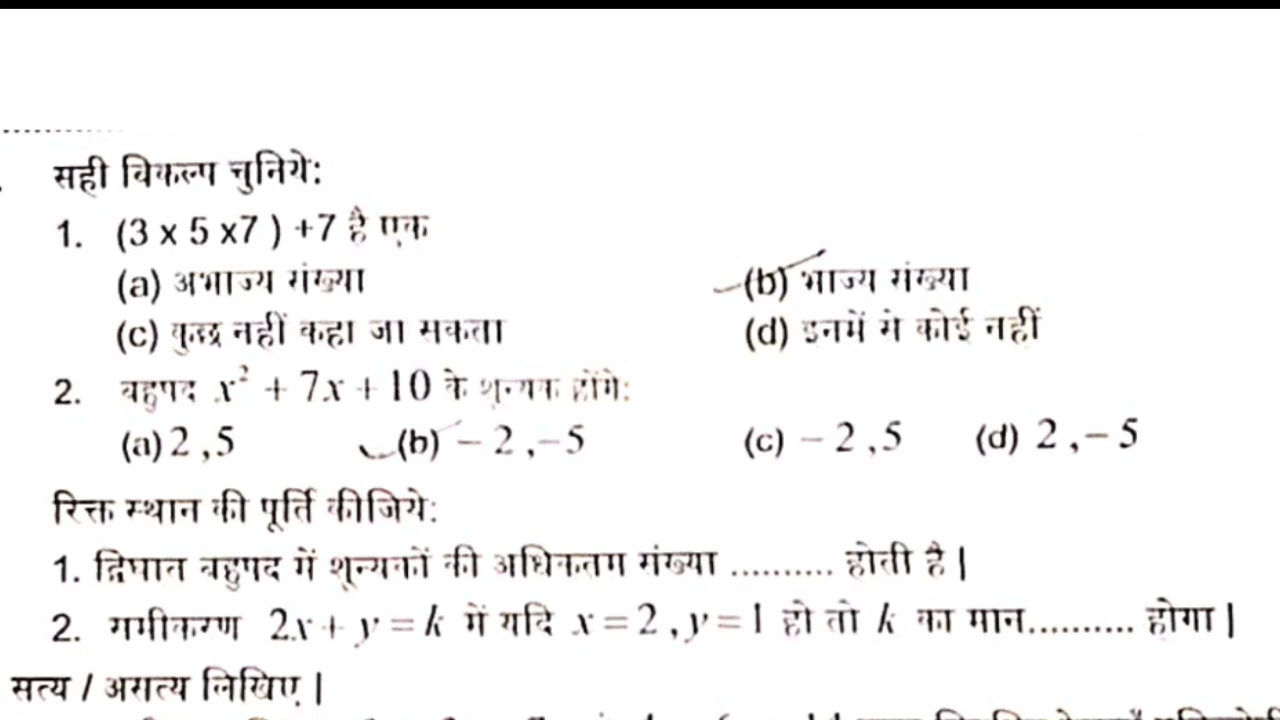 सही विकल्प चुनिये:
1. (3 x 5 x7 ) +7 है एक
(a) अभाज्य संख्या (b) भाज्य संख्या
(c) कुछ नहीं कहा जा सकता (d) इनमें से कोई नहीं
2. बहुपद x² + 7x + 10 के शून्यक होंगे:
(a) 2 , 5 (b) – 2 , – 5 (c) – 2 , 5 (d) 2 , – 5
रिक्त स्थान की पूर्ति कीजिये:
1. द्विघात बहुपद में शून्यकों की अधिकतम संख्या .......... होती है |
2. समीकरण 2x + y = k में यदि x = 2 , y = 1 हो तो k का मान.......... होगा |
सत्य / असत्य लिखिए |